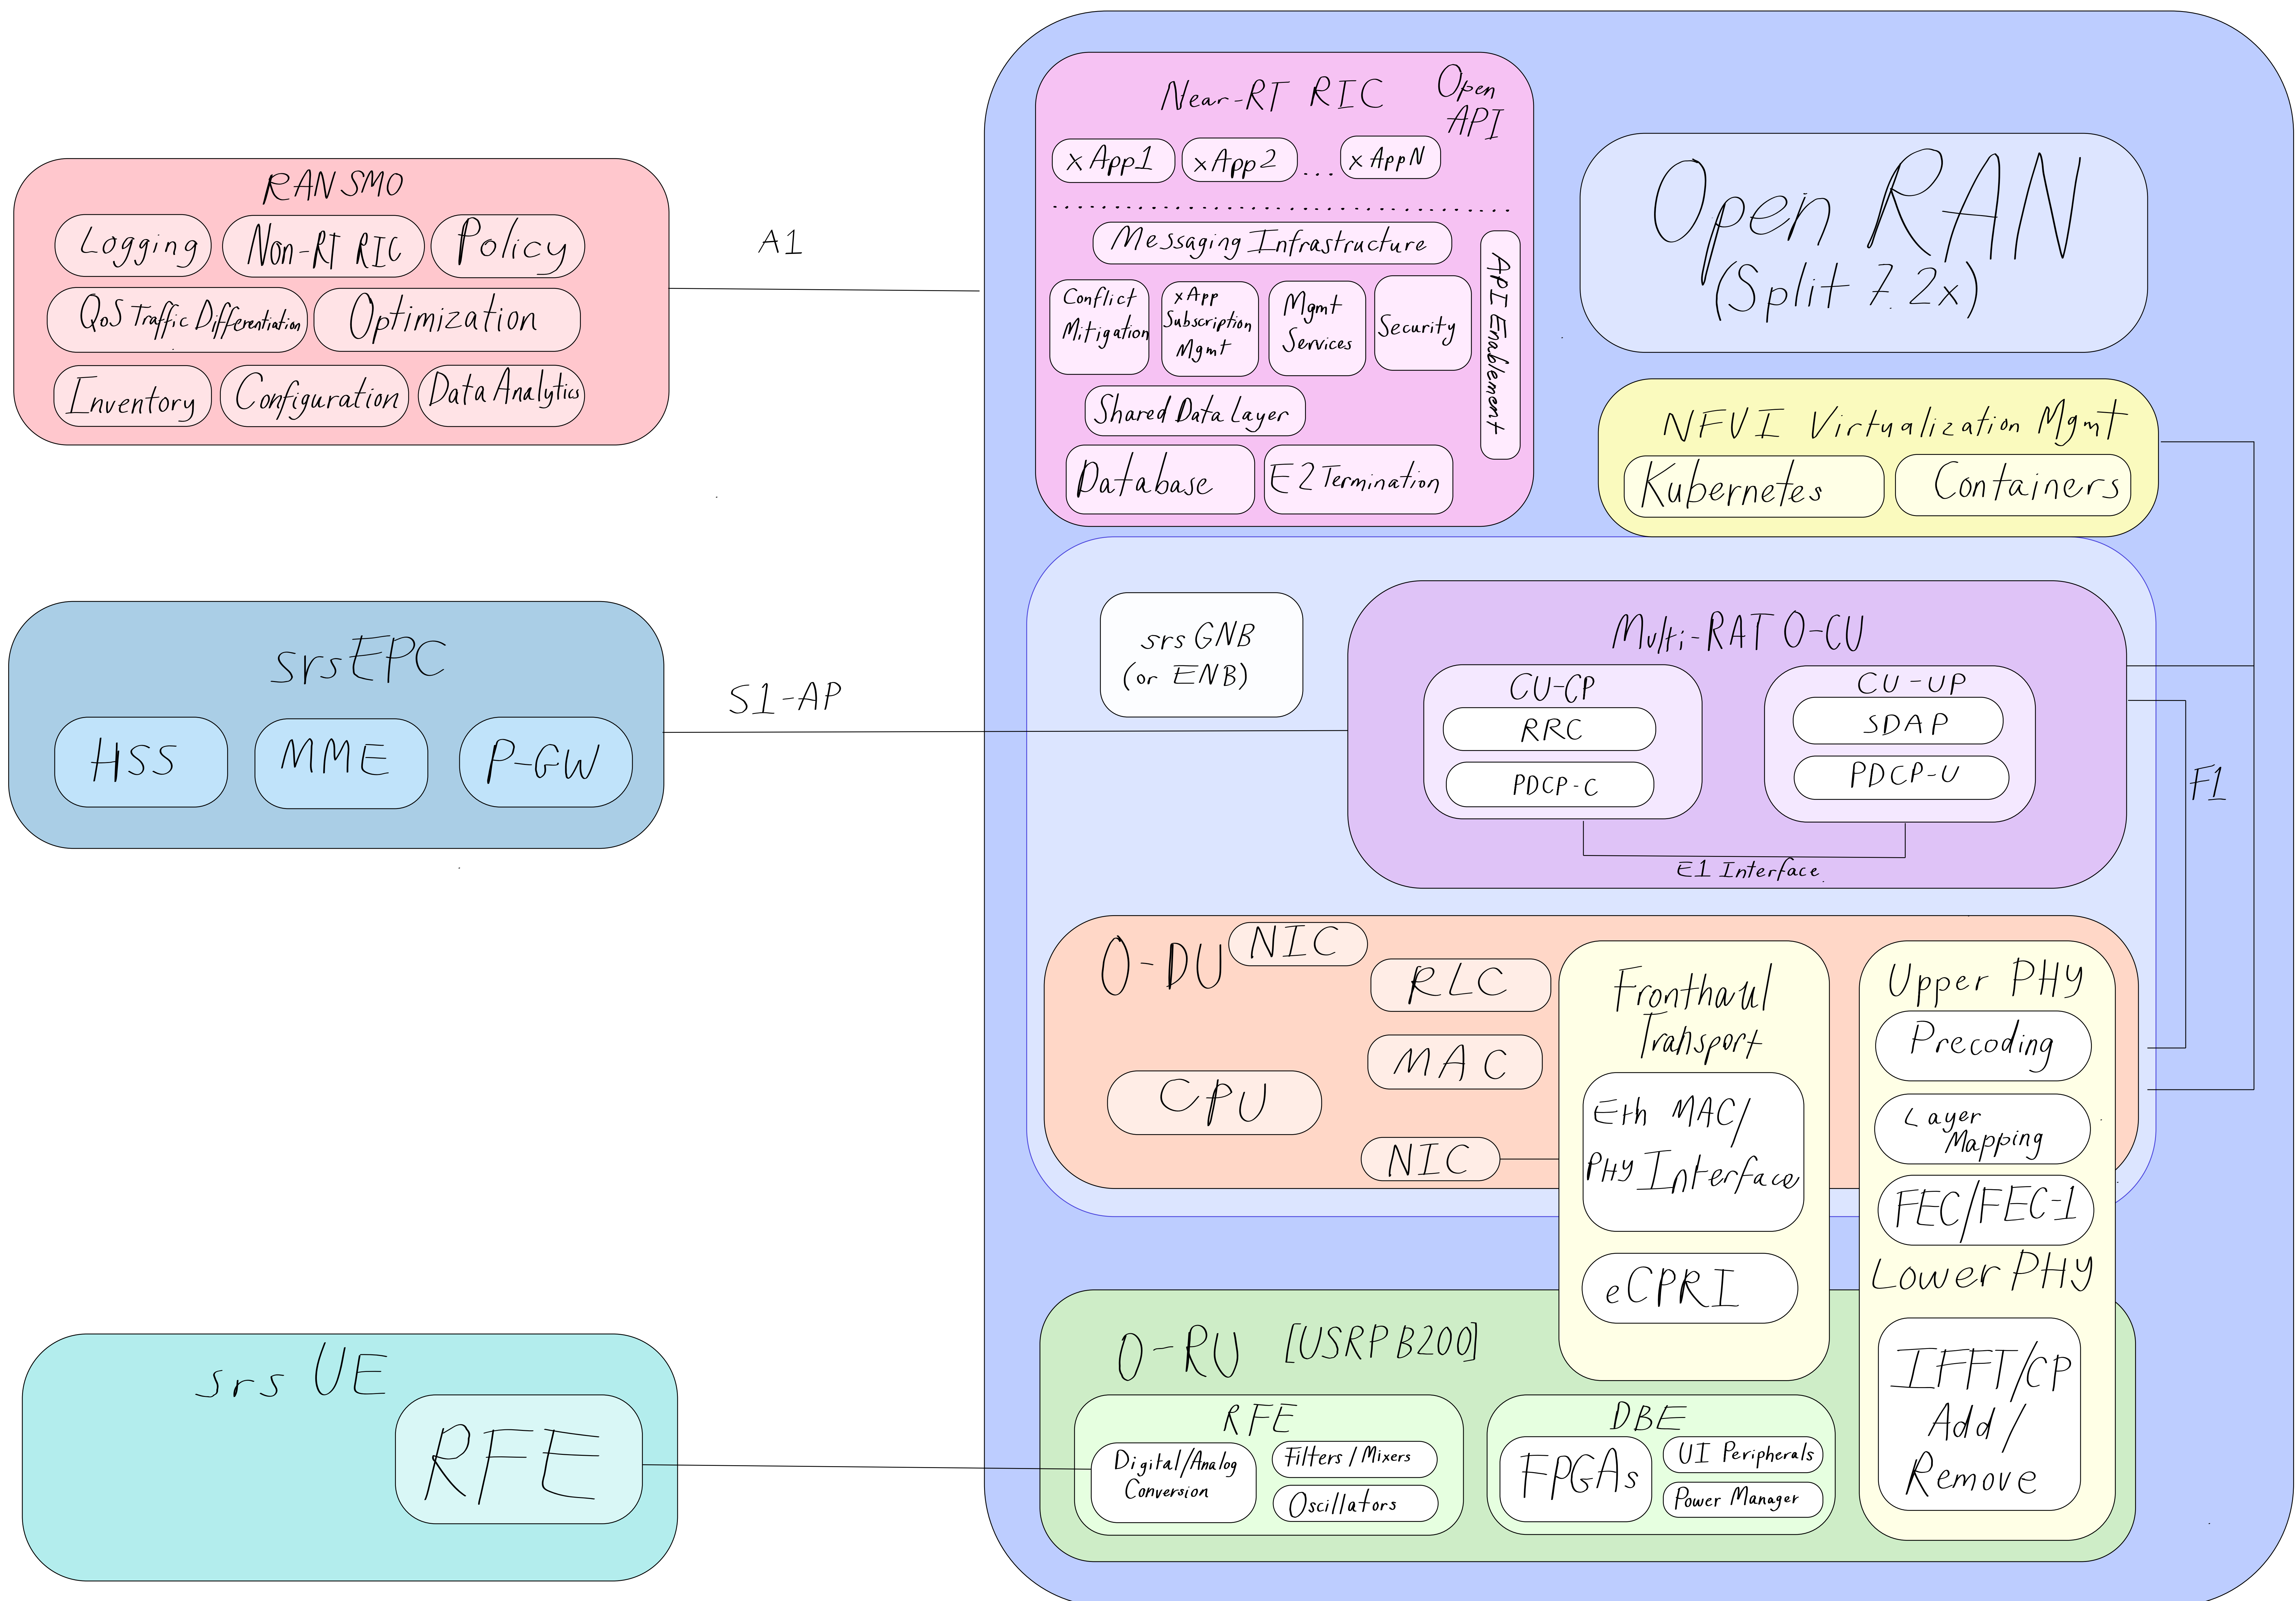 RAN SMO
Logging
Non-RT RIC
Policy
QoS Traffic Differentiation
Optimization
Inventory
Configuration
Data Analytics
A1
Near-RT RIC
Open
API
xApp1
xApp2
...
xAppN
Messaging Infrastructure
Conflict
Mitigation
xApp
Subscription
Mgmt
Mgmt
Services
Security
API Enablement
Shared Data Layer
Database
E2 Termination
Open RAN
(Split 7.2x)
NFVI Virtualization Mgmt
Kubernetes
Containers
srsEPC
HSS
MME
P-GW
S1-AP
srsGNB
(or ENB)
Multi-RAT O-CU
CU-CP
RRC
PDCP-C
CU-UP
SDAP
PDCP-U
E1 Interface
F1
O-DU
NIC
RLC
MAC
CPU
NIC
Fronthaul
Transport
Eth MAC/
PHY Interface
eCPRI
Upper PHY
Precoding
Layer
Mapping
FEC/FEC-1
Lower PHY
IFFT/CP
Add/
Remove
srs UE
RFE
O-RU [USRP B200]
RFE
Digital/Analog
Conversion
Filters/Mixers
Oscillators
DBE
FPGAs
UI Peripherals
Power Manager